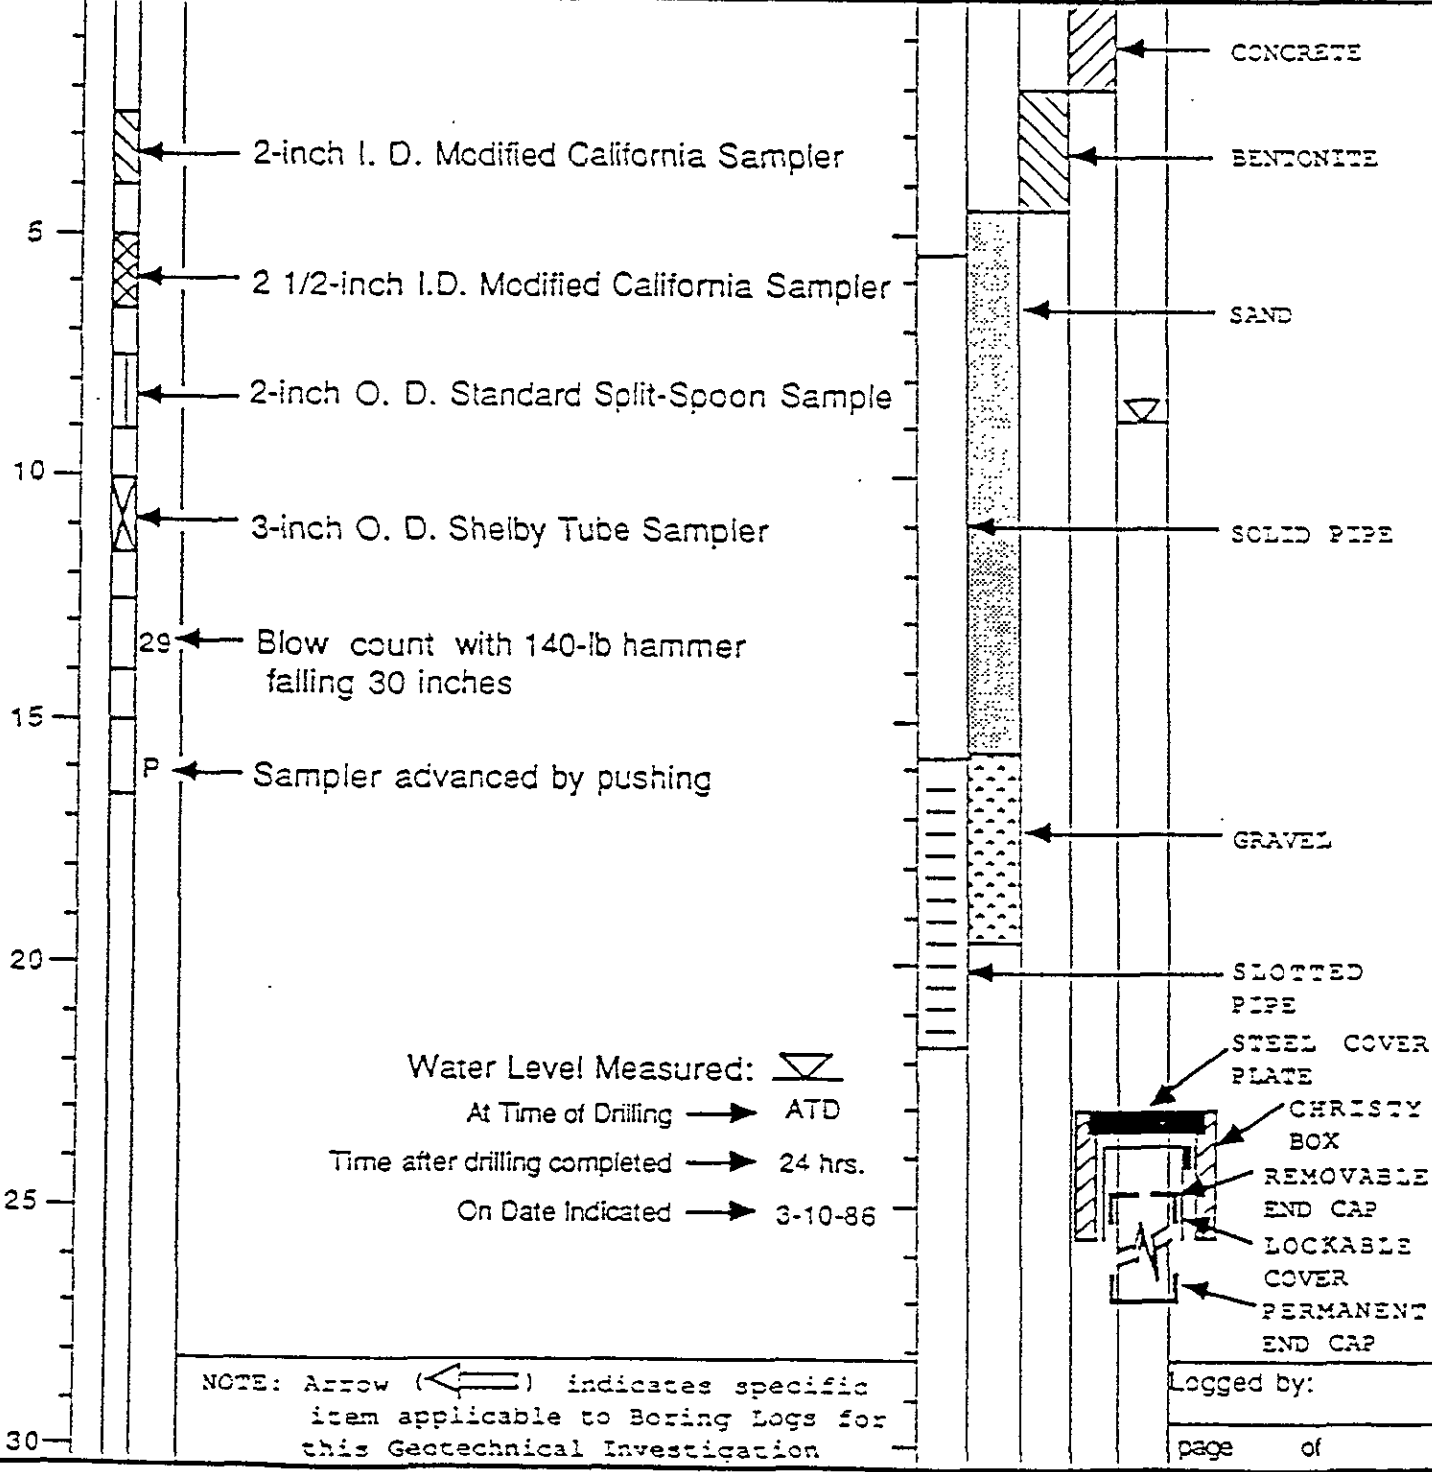 CONCRETE
2-inch I. D. Modified California Sampler
BENTONITE
5
2 1/2-inch I.D. Modified California Sampler
SAND
2-inch O. D. Standard Split-Spoon Sample
10
3-inch O. D. Shelby Tube Sampler
SOLID PIPE
29
Blow count with 140-lb hammer
falling 30 inches
15
P
Sampler advanced by pushing
GRAVEL
20
SLOTTED
PIPE
STEEL COVER
PLATE
Water Level Measured:
At Time of Drilling
ATD
CHRISTY
BOX
Time after drilling completed
24 hrs.
REMOVABLE
END CAP
25
On Date Indicated
3-10-86
LOCKABLE
COVER
PERMANENT
END CAP
NOTE: Arrow ( ) indicates specific
item applicable to Boring Logs for
this Geotechnical Investigation
Logged by:
30
page of